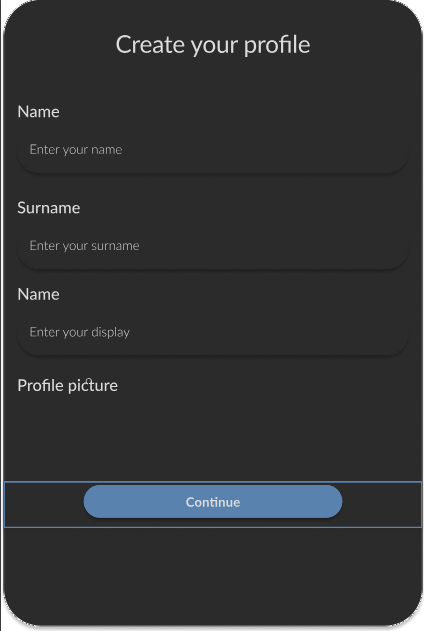 Create your profile
Name
Enter your name
Surname
Enter your surname
Name
Enter your display
Profile picture
Continue